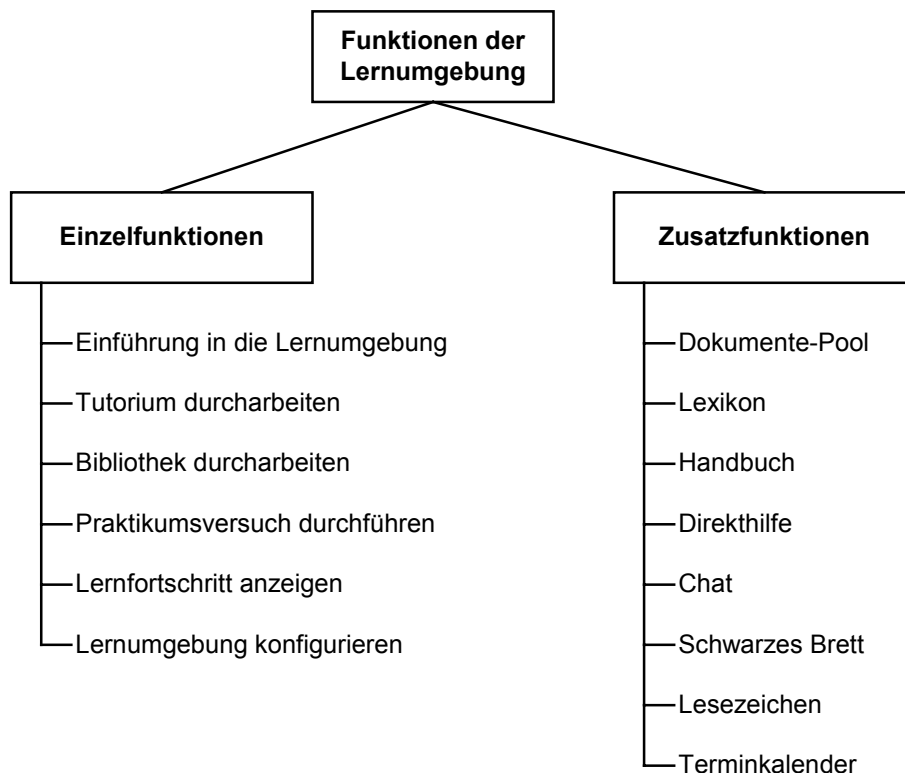 Funktionen der
Lernumgebung
Einzelfunktionen
Einführung in die Lernumgebung
Tutorium durcharbeiten
Bibliothek durcharbeiten
Praktikumsversuch durchführen
Lernfortschritt anzeigen
Lernumgebung konfigurieren
Zusatzfunktionen
Dokumente-Pool
Lexikon
Handbuch
Direkthilfe
Chat
Schwarzes Brett
Lesezeichen
Terminkalender